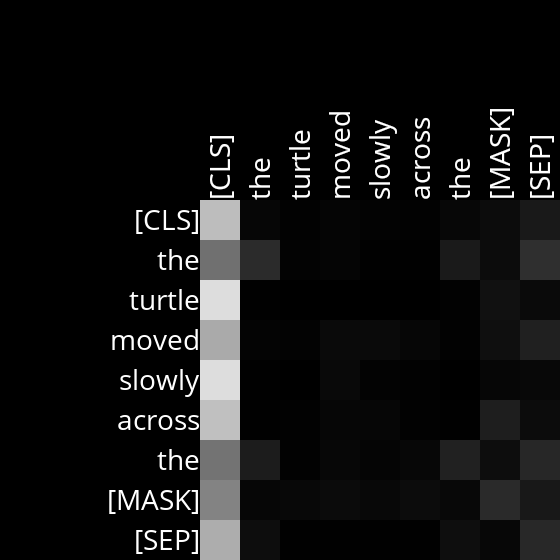 [CLS] the turtle moved slowly across the [MASK] [SEP]
[CLS]
the
turtle
moved
slowly
across
the
[MASK]
[SEP]